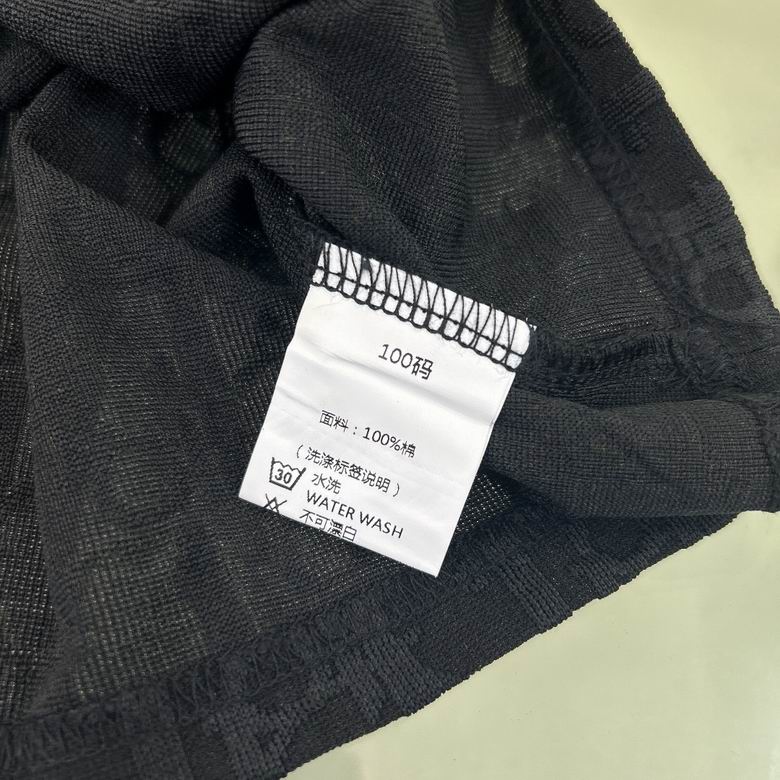 100码
面料：100%棉
（洗涤标签说明）
30 水洗
WATER WASH
不可漂白